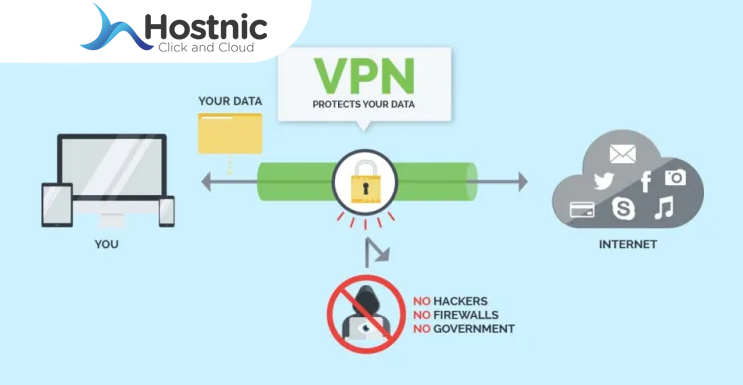 Hostnic
Click and Cloud
VPN
PROTECTS YOUR DATA
YOUR DATA
YOU
INTERNET
NO HACKERS
NO FIREWALLS
NO GOVERNMENT